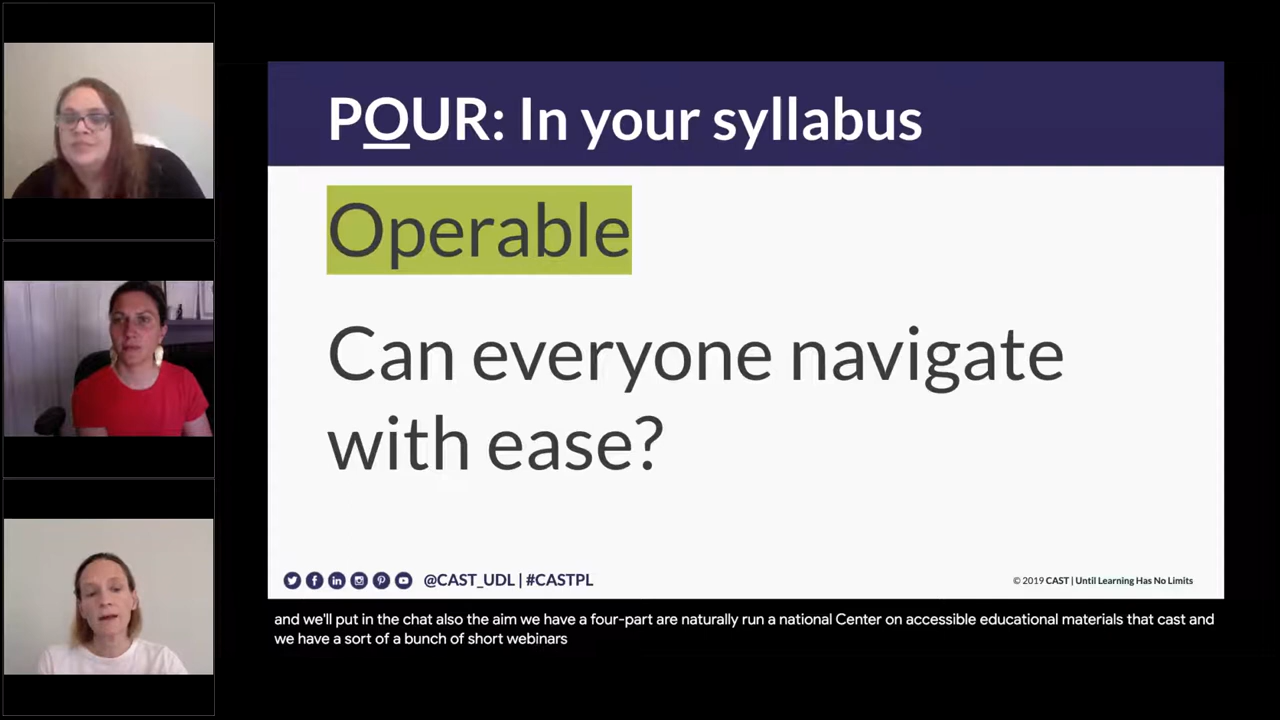 POUR: In your syllabus
Operable
Can everyone navigate
with ease?
@CAST_UDL | #CASTPL
© 2019 CAST | Until Learning Has No Limits
and we'll put in the chat also the aim we have a four-part are naturally run a national Center on accessible educational materials that cast and
we have a sort of a bunch of short webinars